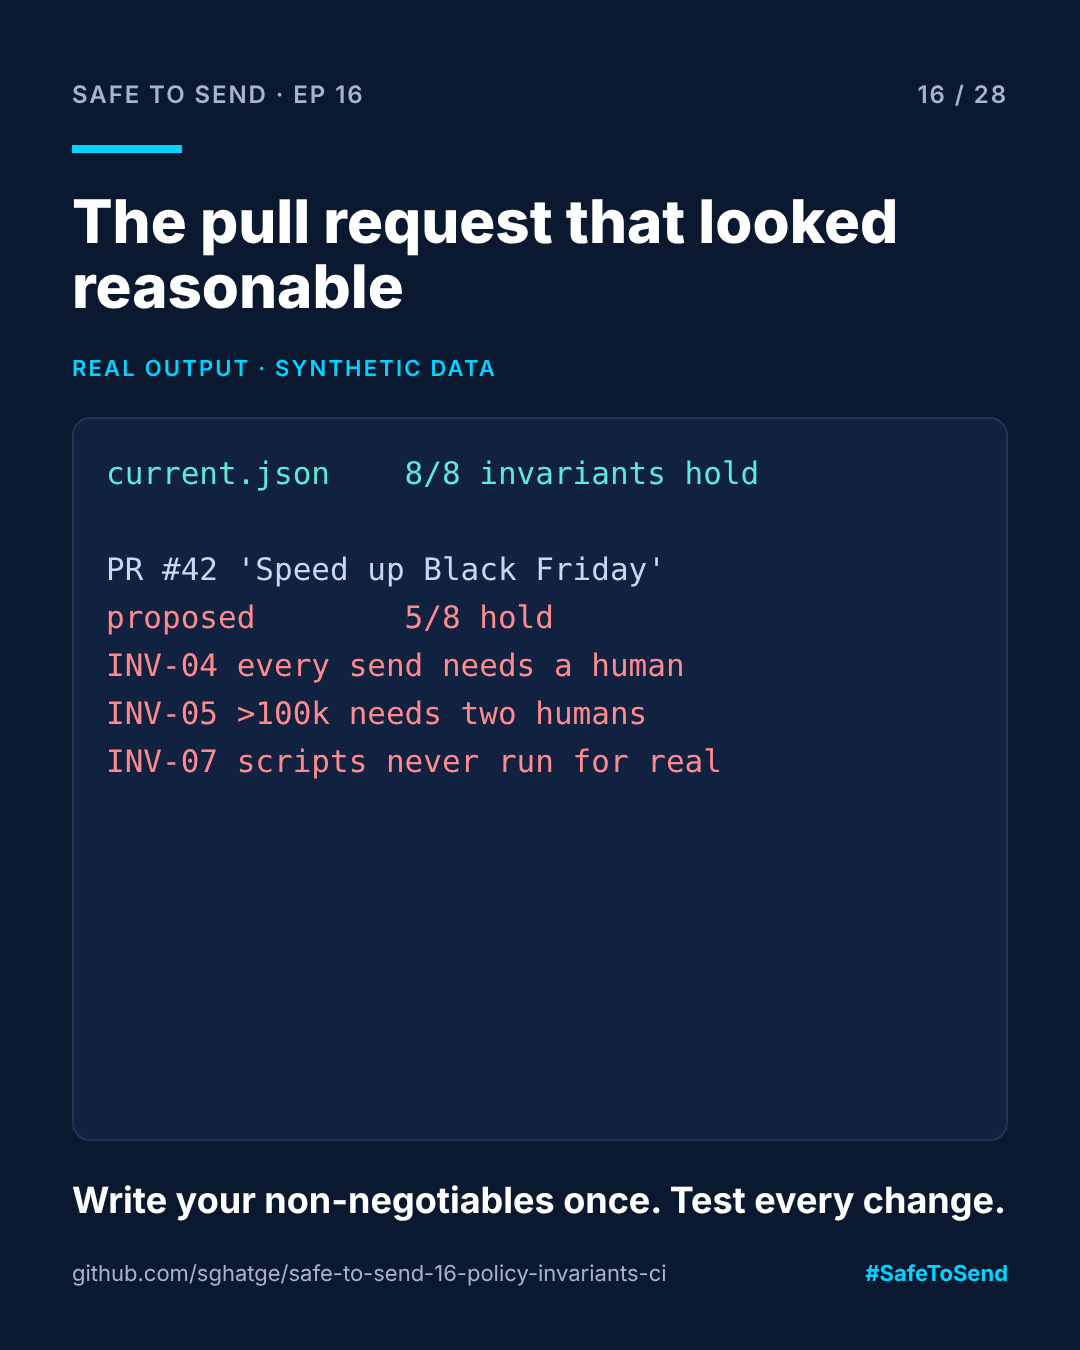 SAFE TO SEND · EP 16
16 / 28
The pull request that looked
reasonable
REAL OUTPUT · SYNTHETIC DATA
current.json    8/8 invariants hold
PR #42 'Speed up Black Friday'
proposed        5/8 hold
INV-04 every send needs a human
INV-05 >100k needs two humans
INV-07 scripts never run for real
Write your non-negotiables once. Test every change.
github.com/sghatge/safe-to-send-16-policy-invariants-ci
#SafeToSend